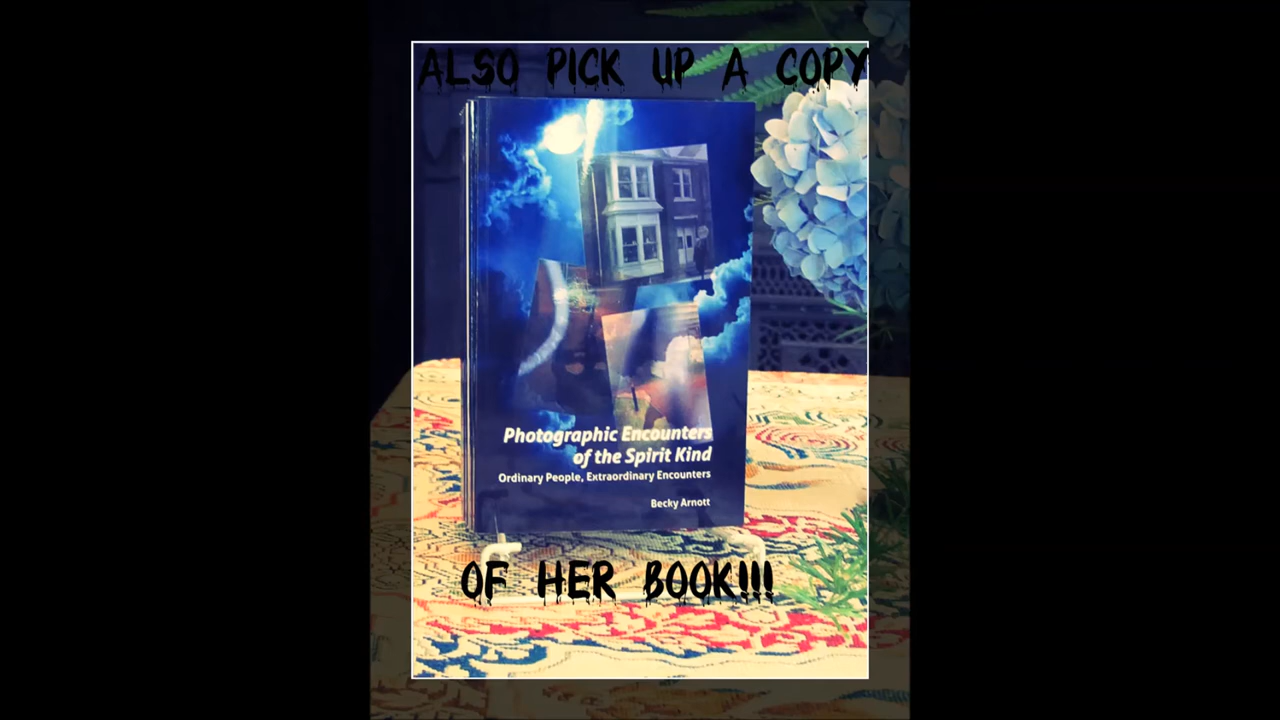 ALSO PICK UP A COPY
Photographic Encounters
of the Spirit Kind
Ordinary People, Extraordinary Encounters
Becky Arnott
OF HER BOOK!!!